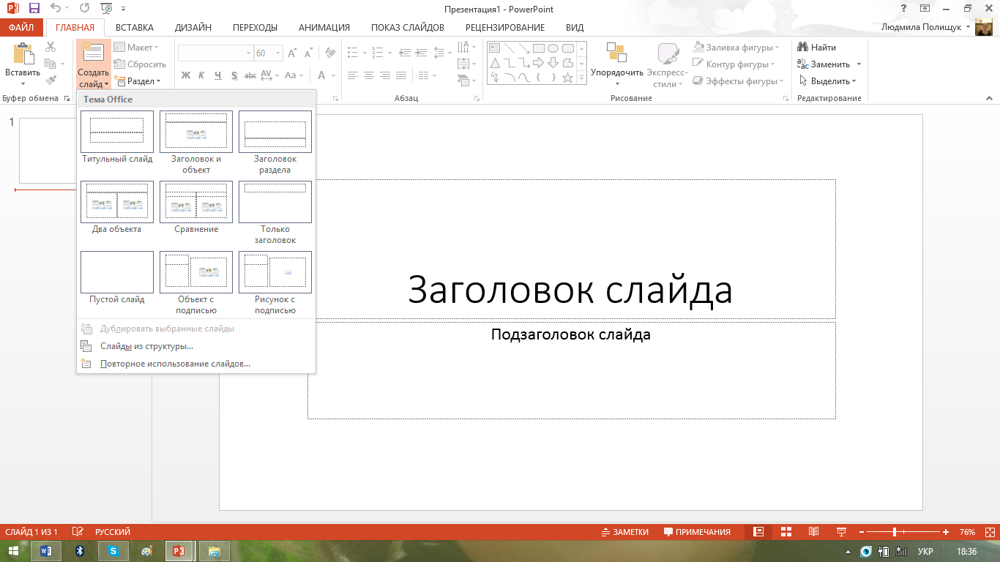 Презентация1 - PowerPoint
ФАЙЛ ГЛАВНАЯ ВСТАВКА ДИЗАЙН ПЕРЕХОДЫ АНИМАЦИЯ ПОКАЗ СЛАЙДОВ РЕЦЕНЗИРОВАНИЕ ВИД Людмила Полищук
Вставить
Создать слайд
Макет
Сбросить
Раздел
60
Ж К Ч S abc AV Aa А
Упорядочить
Экспресс-стили
Заливка фигуры
Контур фигуры
Эффекты фигуры
Найти
Заменить
Выделить
Буфер обмена Абзац Рисование Редактирование
Тема Office
Титульный слайд
Заголовок и объект
Заголовок раздела
Два объекта
Сравнение
Только заголовок
Пустой слайд
Объект с подписью
Рисунок с подписью
Дублировать выбранные слайды
Слайды из структуры...
Повторное использование слайдов...
1
Заголовок слайда
Подзаголовок слайда
СЛАЙД 1 ИЗ 1 РУССКИЙ ЗАМЕТКИ ПРИМЕЧАНИЯ 76%
УКР 18:36